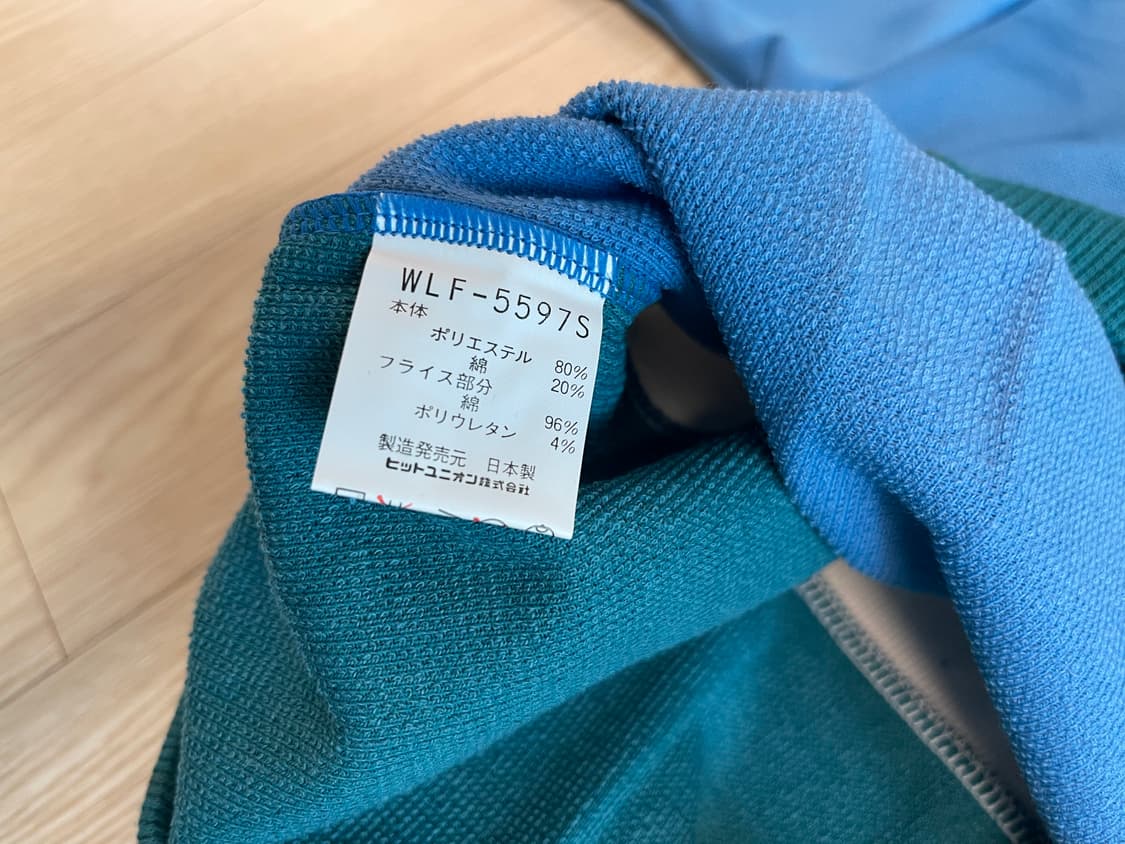 WLF-5597S
本体
ポリエステル 80%
綿 20%
フライス部分
綿 96%
ポリウレタン 4%
製造発売元 日本製
ヒットユニオン株式会社